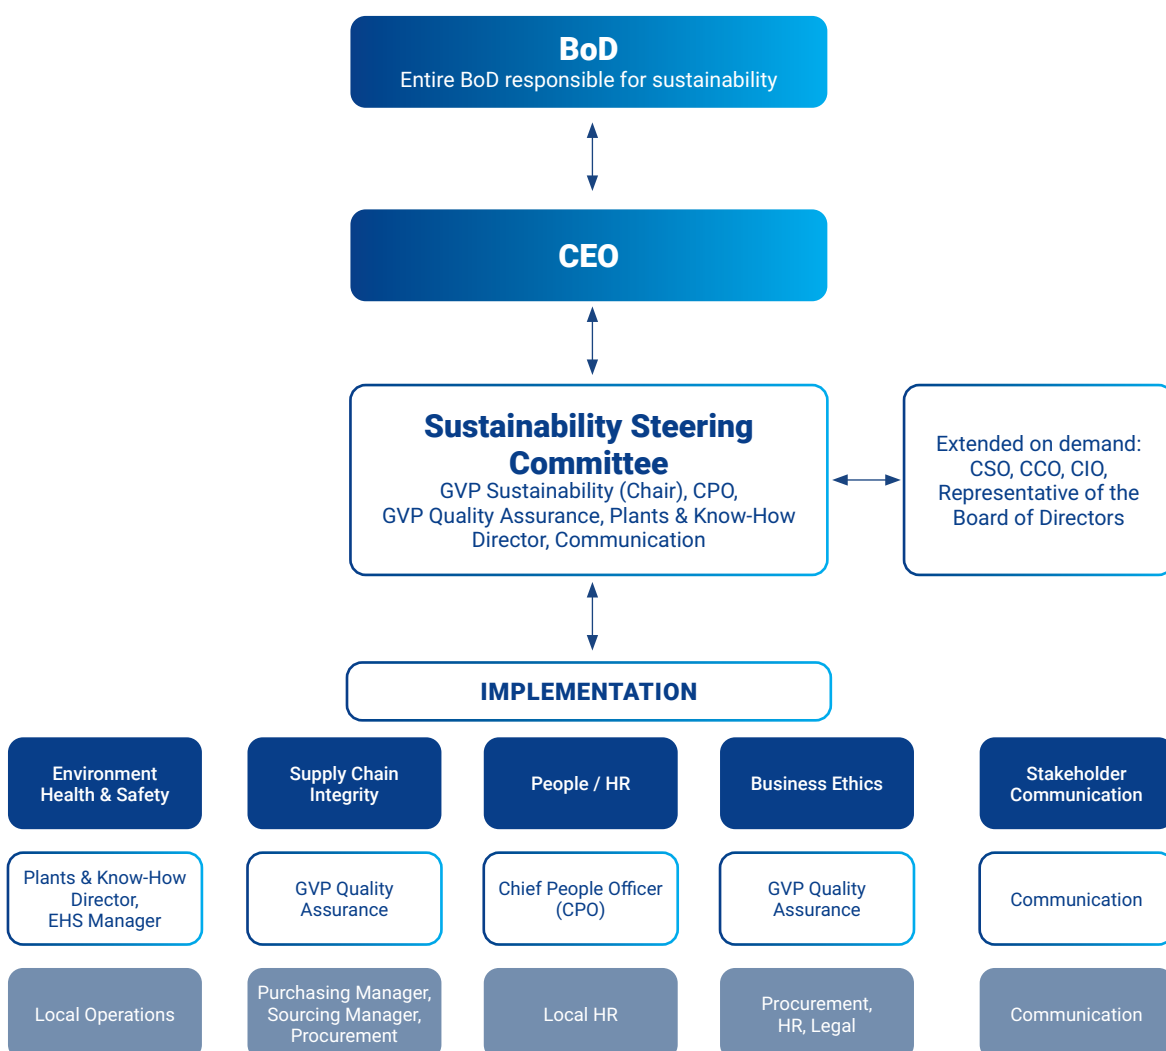 BoD
Entire BoD responsible for sustainability
CEO
Sustainability Steering
Committee
GVP Sustainability (Chair), CPO,
GVP Quality Assurance, Plants & Know-How
Director, Communication
Extended on demand:
CSO, CCO, CIO,
Representative of the
Board of Directors
IMPLEMENTATION
Environment
Health & Safety
Supply Chain
Integrity
People / HR
Business Ethics
Stakeholder
Communication
Plants & Know-How
Director,
EHS Manager
GVP Quality
Assurance
Chief People Officer
(CPO)
GVP Quality
Assurance
Communication
Local Operations
Purchasing Manager,
Sourcing Manager,
Procurement
Local HR
Procurement,
HR, Legal
Communication